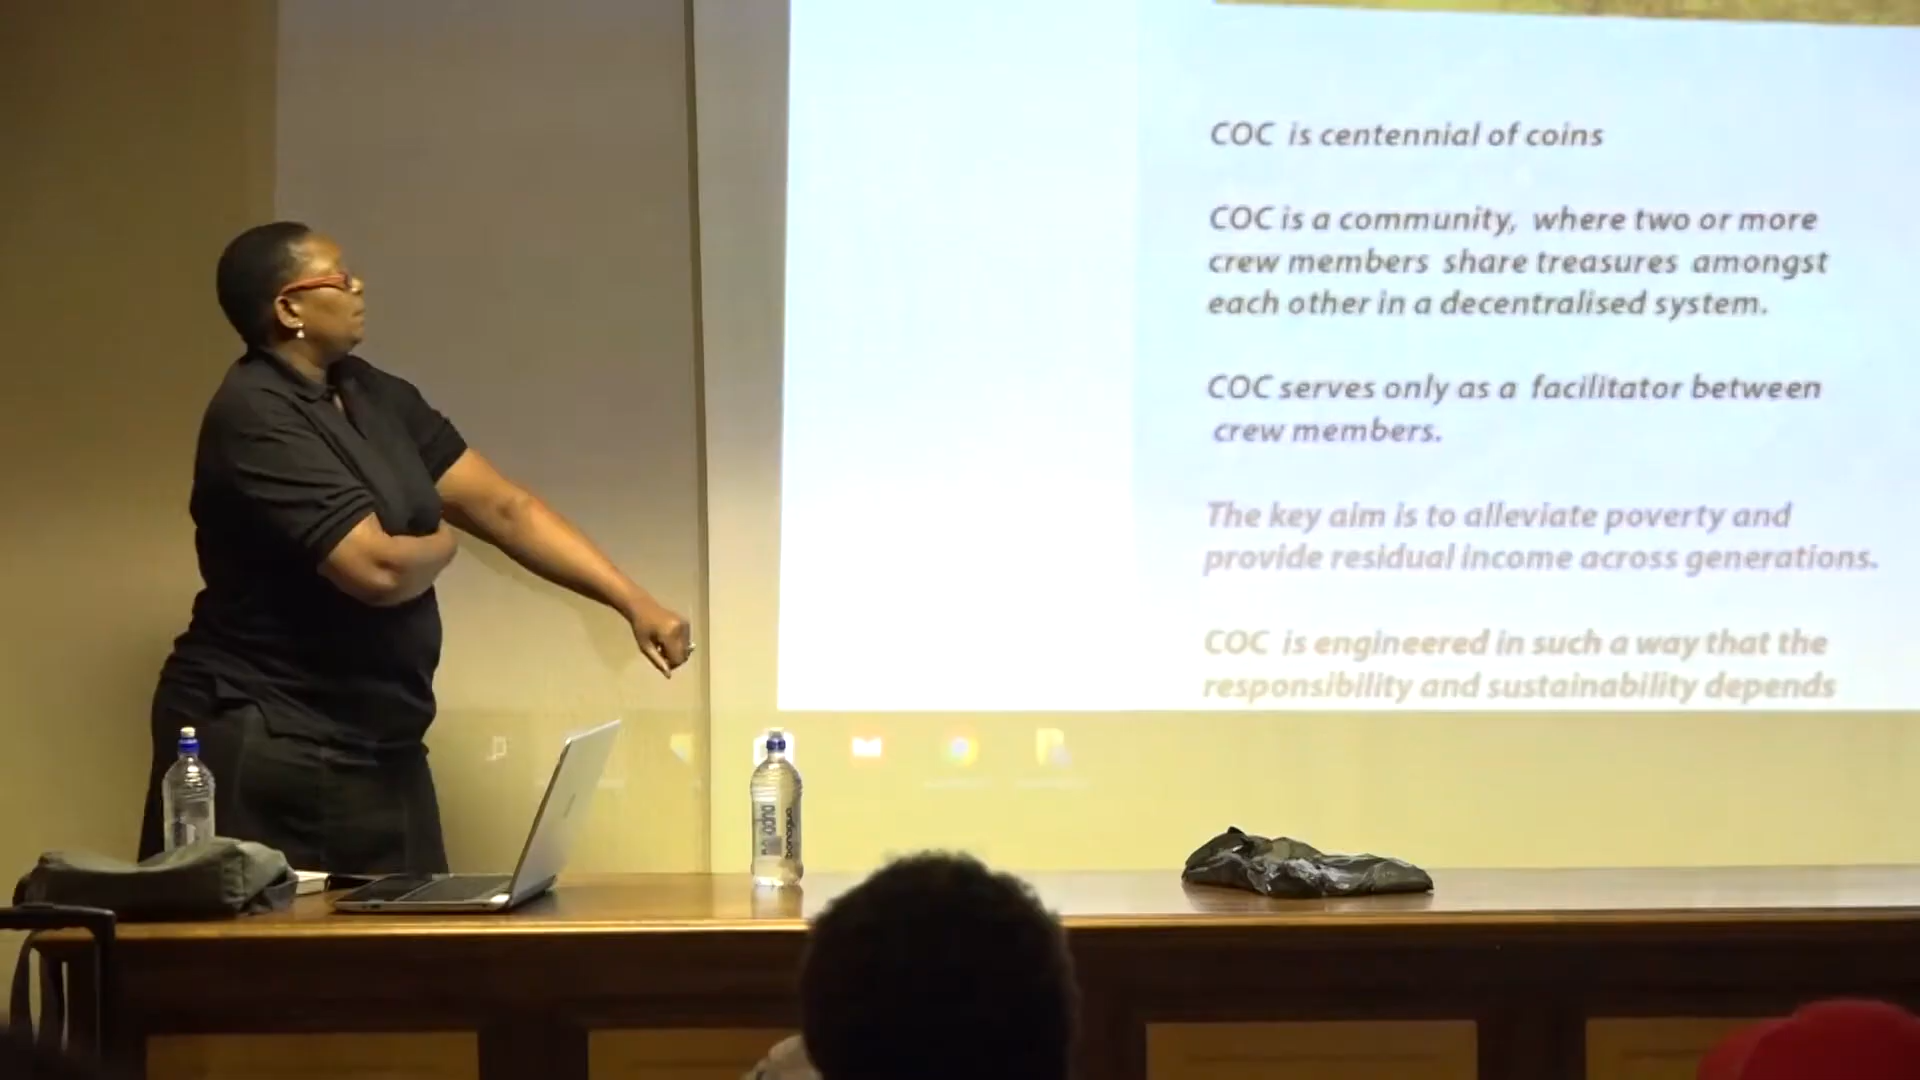 COC is centennial of coins
COC is a community, where two or more
crew members share treasures amongst
each other in a decentralised system.
COC serves only as a facilitator between
crew members.
The key aim is to alleviate poverty and
provide residual income across generations.
COC is engineered in such a way that the
responsibility and sustainability depends
bonaqua